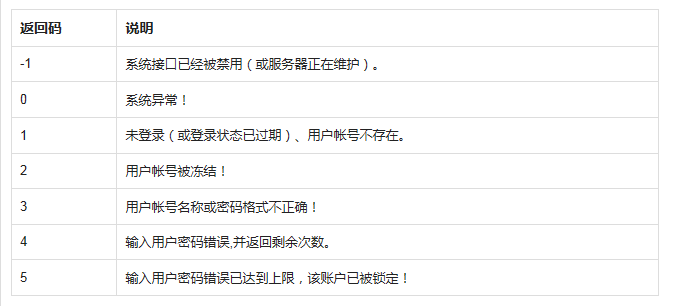 返回码 说明
-1 系统接口已经被禁用（或服务器正在维护）。
0 系统异常！
1 未登录（或登录状态已过期）、用户帐号不存在。
2 用户帐号被冻结！
3 用户帐号名称或密码格式不正确！
4 输入用户密码错误,并返回剩余次数。
5 输入用户密码错误已达到上限，该账户已被锁定！